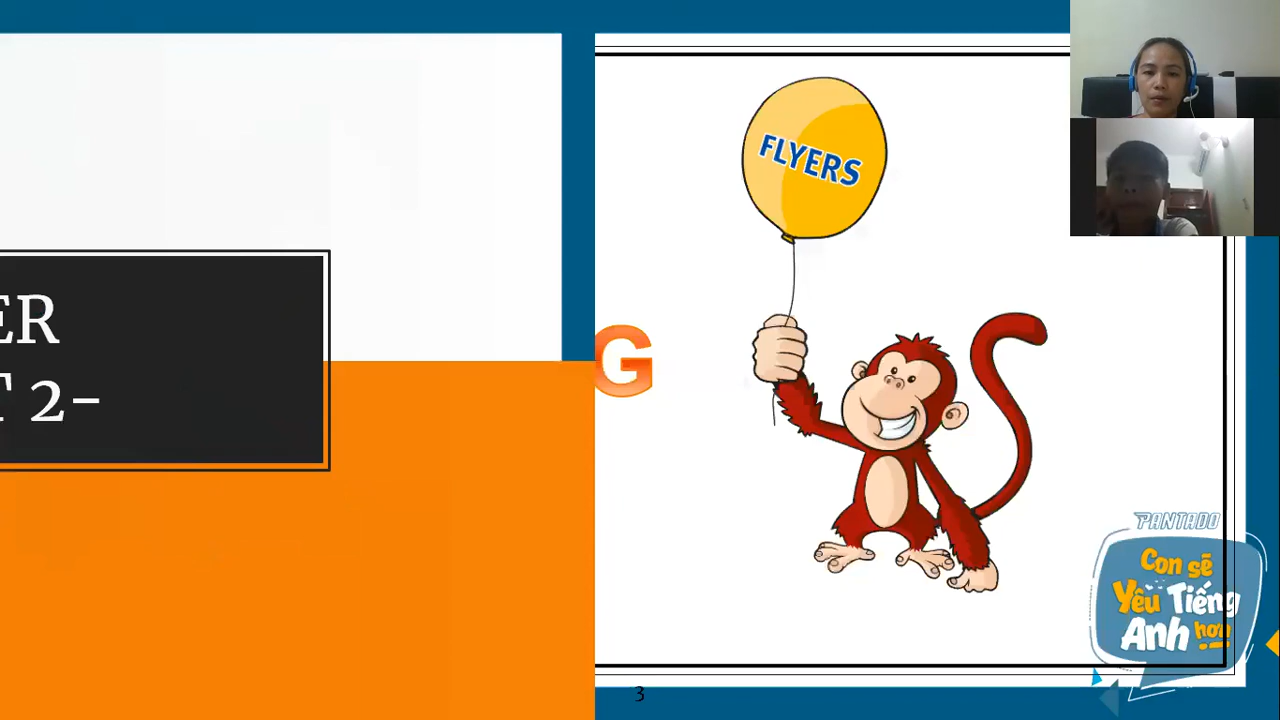 ER
T 2-
FLYERS
G
3
PANTADO
Con sẽ
Yêu Tiếng
Anh hơn